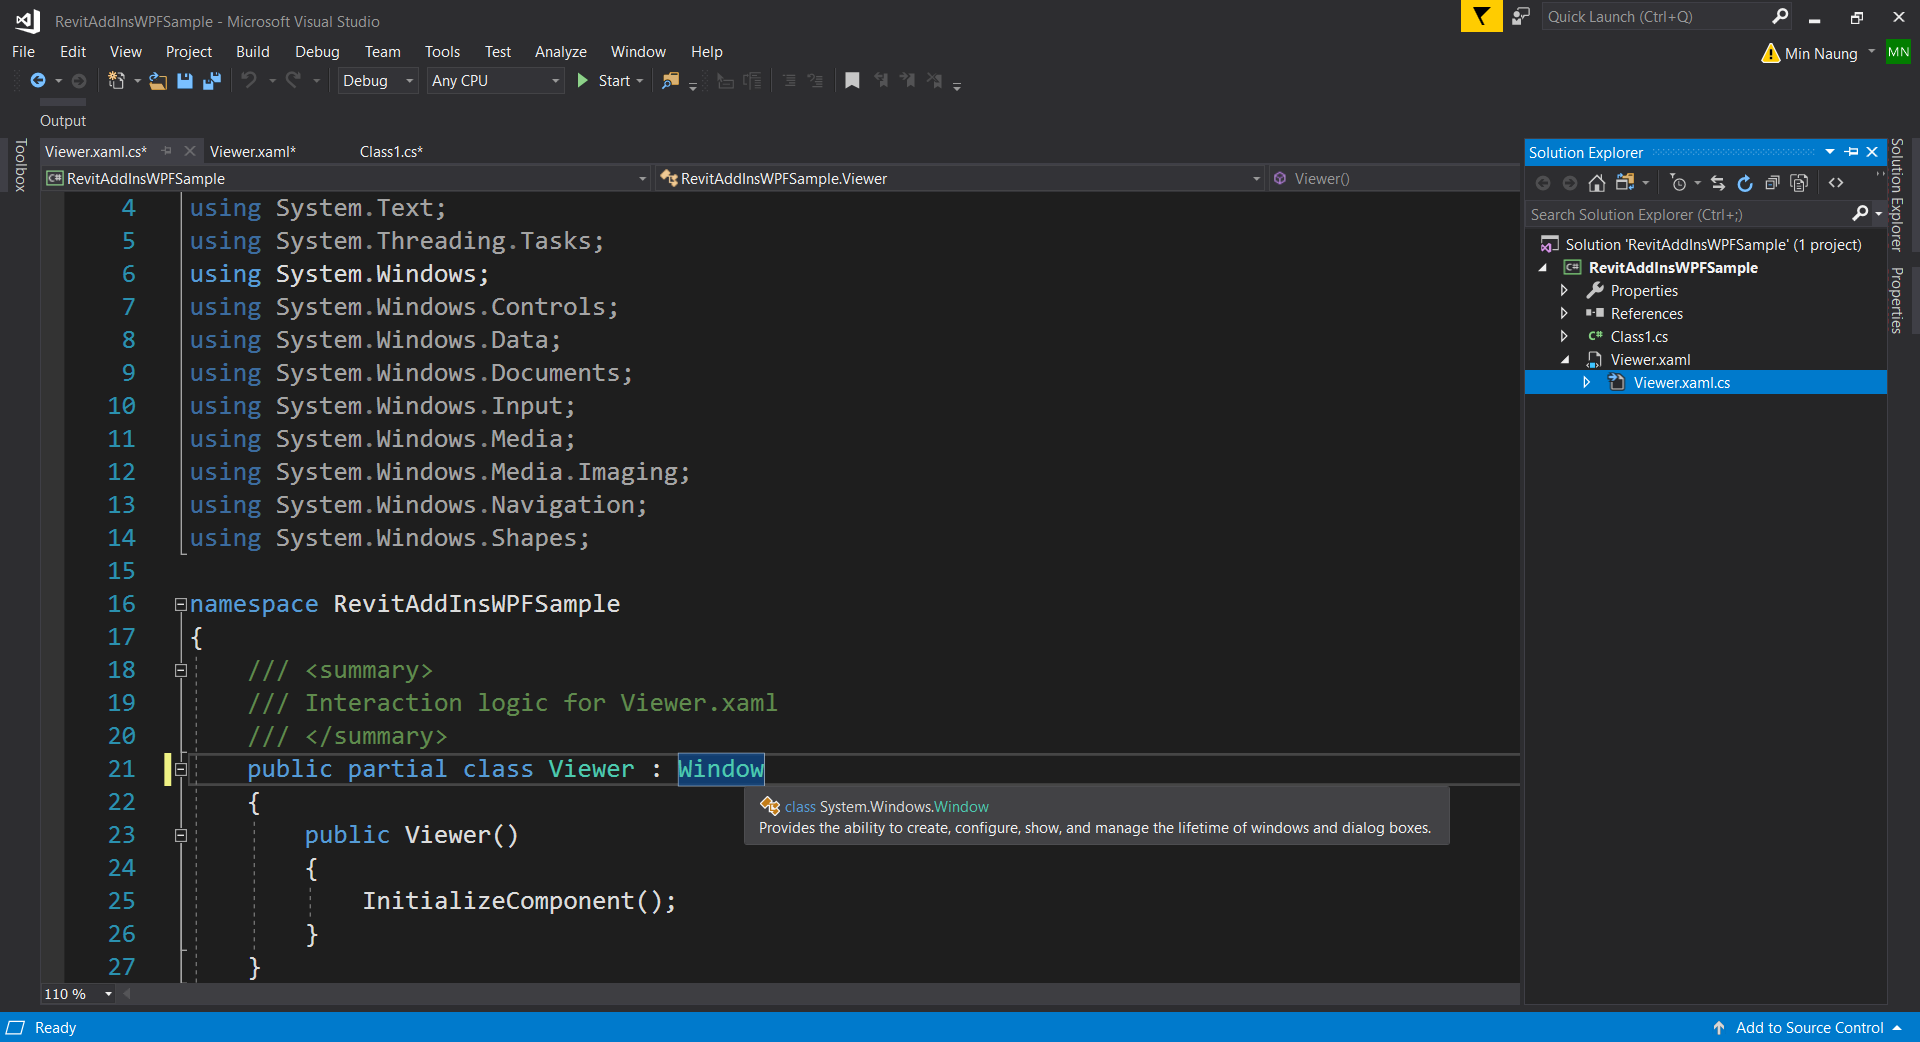 RevitAddInsWPFSample - Microsoft Visual Studio
Quick Launch (Ctrl+Q)
File Edit View Project Build Debug Team Tools Test Analyze Window Help
Min Naung MN
Debug Any CPU Start
Output
Toolbox
Viewer.xaml.cs* Viewer.xaml* Class1.cs*
C# RevitAddInsWPFSample RevitAddInsWPFSample.Viewer Viewer()
4 using System.Text;
5 using System.Threading.Tasks;
6 using System.Windows;
7 using System.Windows.Controls;
8 using System.Windows.Data;
9 using System.Windows.Documents;
10 using System.Windows.Input;
11 using System.Windows.Media;
12 using System.Windows.Media.Imaging;
13 using System.Windows.Navigation;
14 using System.Windows.Shapes;
15
16 namespace RevitAddInsWPFSample
17 {
18 /// <summary>
19 /// Interaction logic for Viewer.xaml
20 /// </summary>
21 public partial class Viewer : Window
22 {
class System.Windows.Window
Provides the ability to create, configure, show, and manage the lifetime of windows and dialog boxes.
23 public Viewer()
24 {
25 InitializeComponent();
26 }
27 }
110 %
Solution Explorer
Search Solution Explorer (Ctrl+;)
Solution 'RevitAddInsWPFSample' (1 project)
C# RevitAddInsWPFSample
Properties
References
C# Class1.cs
Viewer.xaml
Viewer.xaml.cs
Solution Explorer
Properties
Ready
Add to Source Control